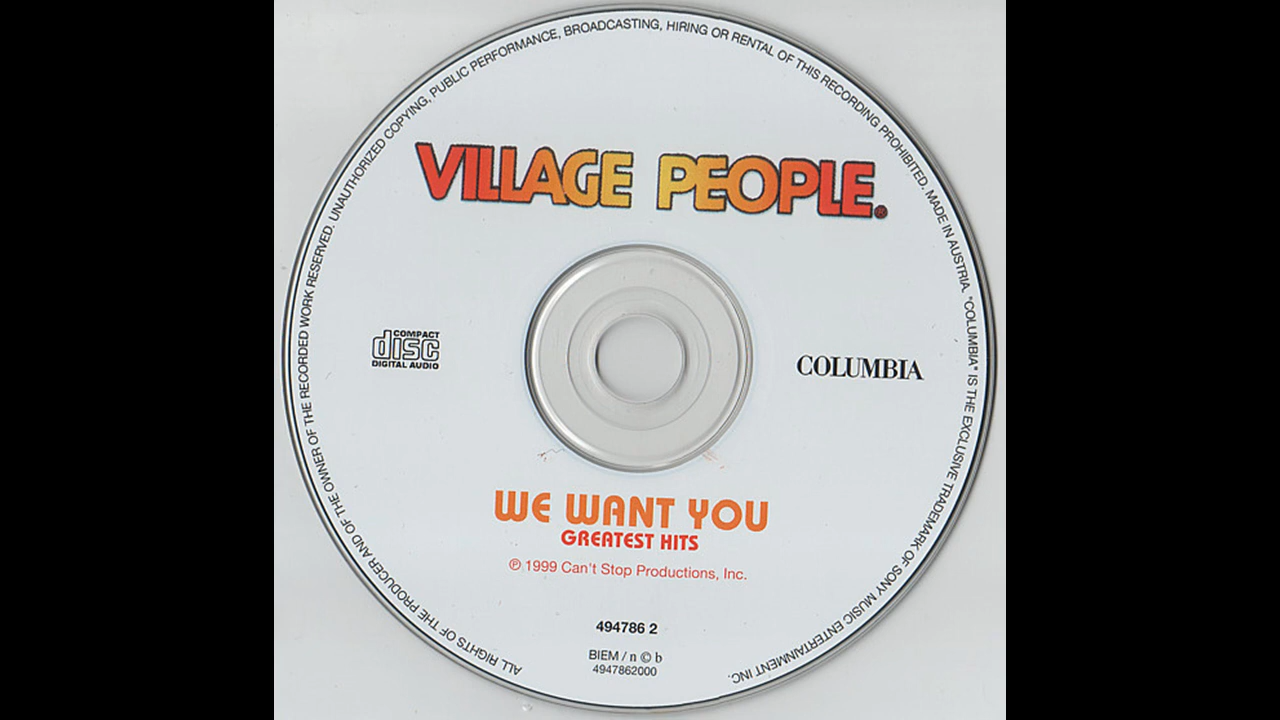 ALL RIGHTS OF THE PRODUCER AND OF THE OWNER OF THE RECORDED WORK RESERVED. UNAUTHORIZED COPYING, PUBLIC PERFORMANCE, BROADCASTING, HIRING OR RENTAL OF THIS RECORDING PROHIBITED. MADE IN AUSTRIA. "COLUMBIA" IS THE EXCLUSIVE TRADEMARK OF SONY MUSIC ENTERTAINMENT INC.
VILLAGE PEOPLE.®
COMPACT
disc
DIGITAL AUDIO
COLUMBIA
WE WANT YOU
GREATEST HITS
℗ 1999 Can't Stop Productions, Inc.
494786 2
BIEM / n © b
4947862000